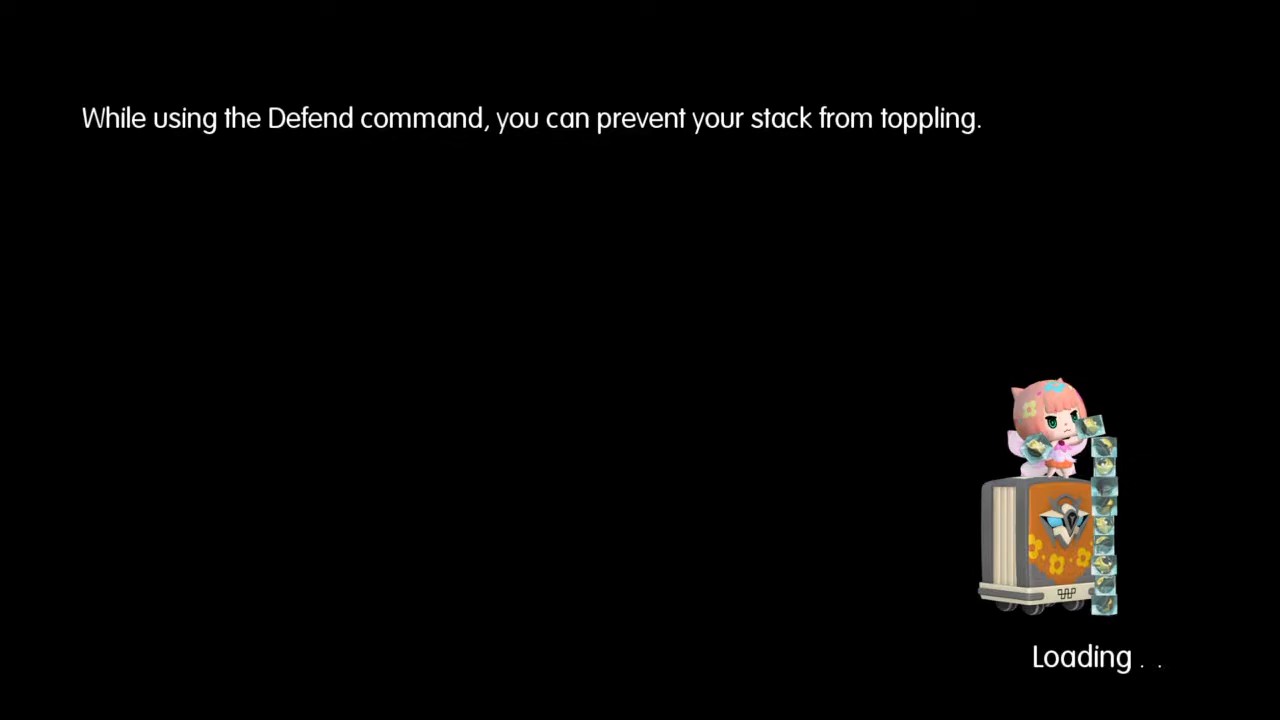 While using the Defend command, you can prevent your stack from toppling.
Loading . .